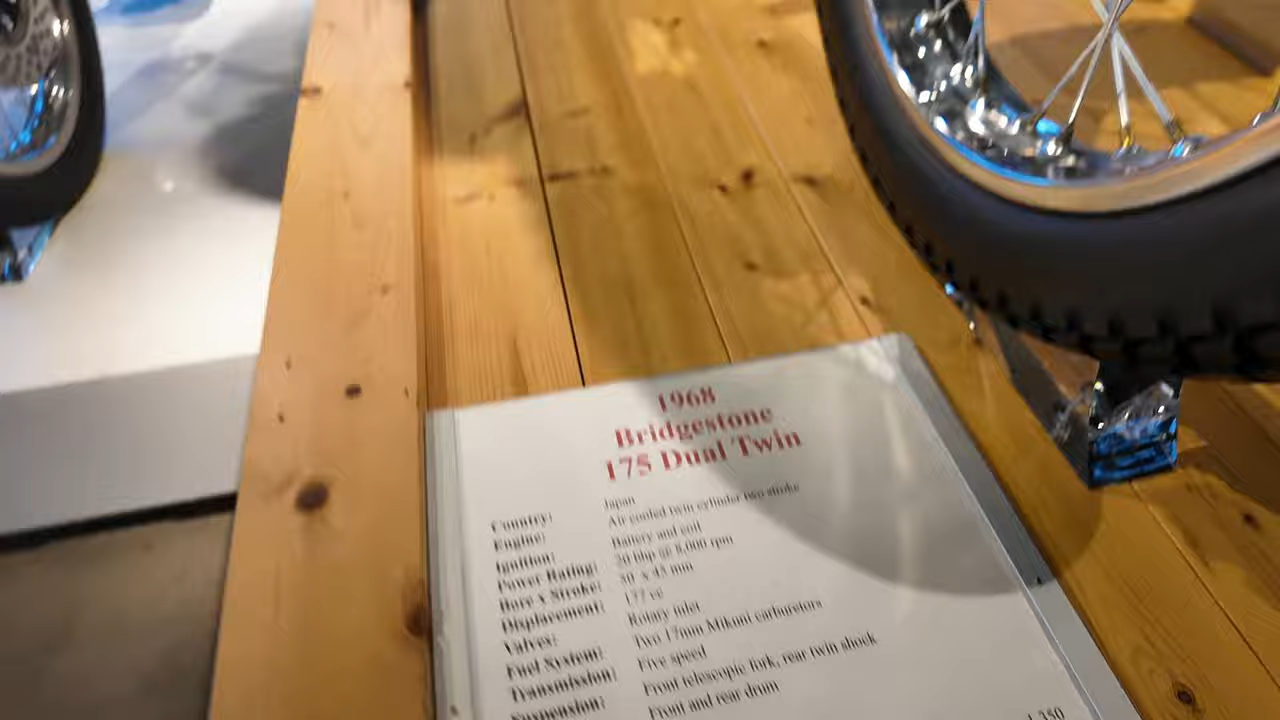 1968
Bridgestone
175 Dual Twin
Country: Japan
Engine: Air cooled twin cylinder two stroke
Ignition: Battery and coil
Power Rating: 20 bhp @ 8,000 rpm
Bore x Stroke: 50 x 45 mm
Displacement: 177 cc
Valves: Rotary inlet
Fuel System: Two 17mm Mikuni carburetors
Transmission: Five speed
Suspension: Front telescopic fork, rear twin shock
Front and rear drum